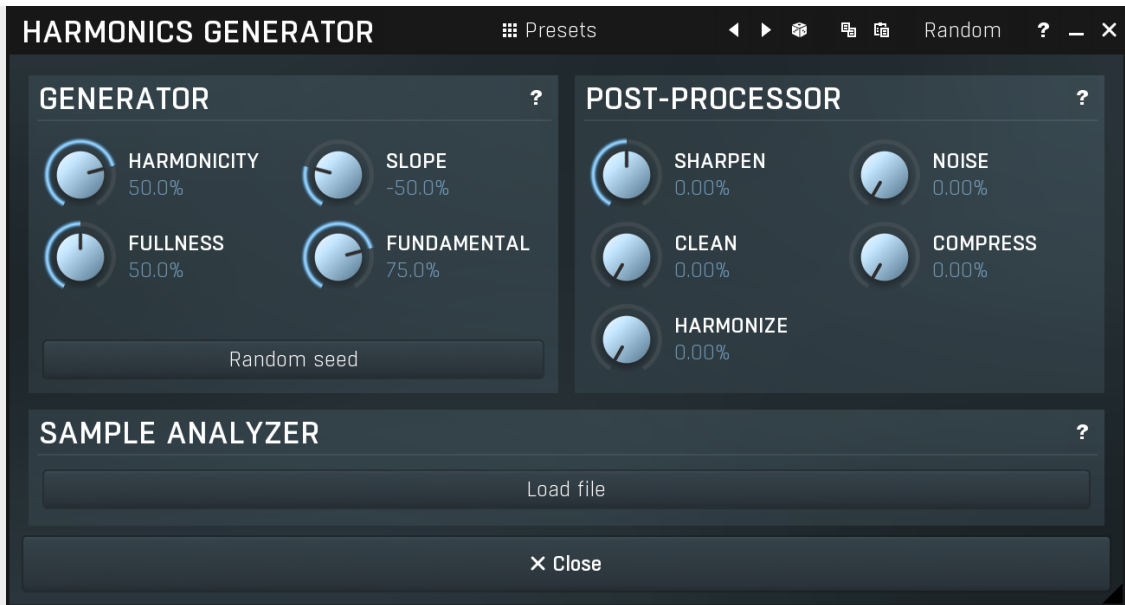 HARMONICS GENERATOR Presets Random ?
GENERATOR ?
HARMONICITY
50.0%
SLOPE
-50.0%
FULLNESS
50.0%
FUNDAMENTAL
75.0%
Random seed
POST-PROCESSOR ?
SHARPEN
0.00%
NOISE
0.00%
CLEAN
0.00%
COMPRESS
0.00%
HARMONIZE
0.00%
SAMPLE ANALYZER ?
Load file
Close